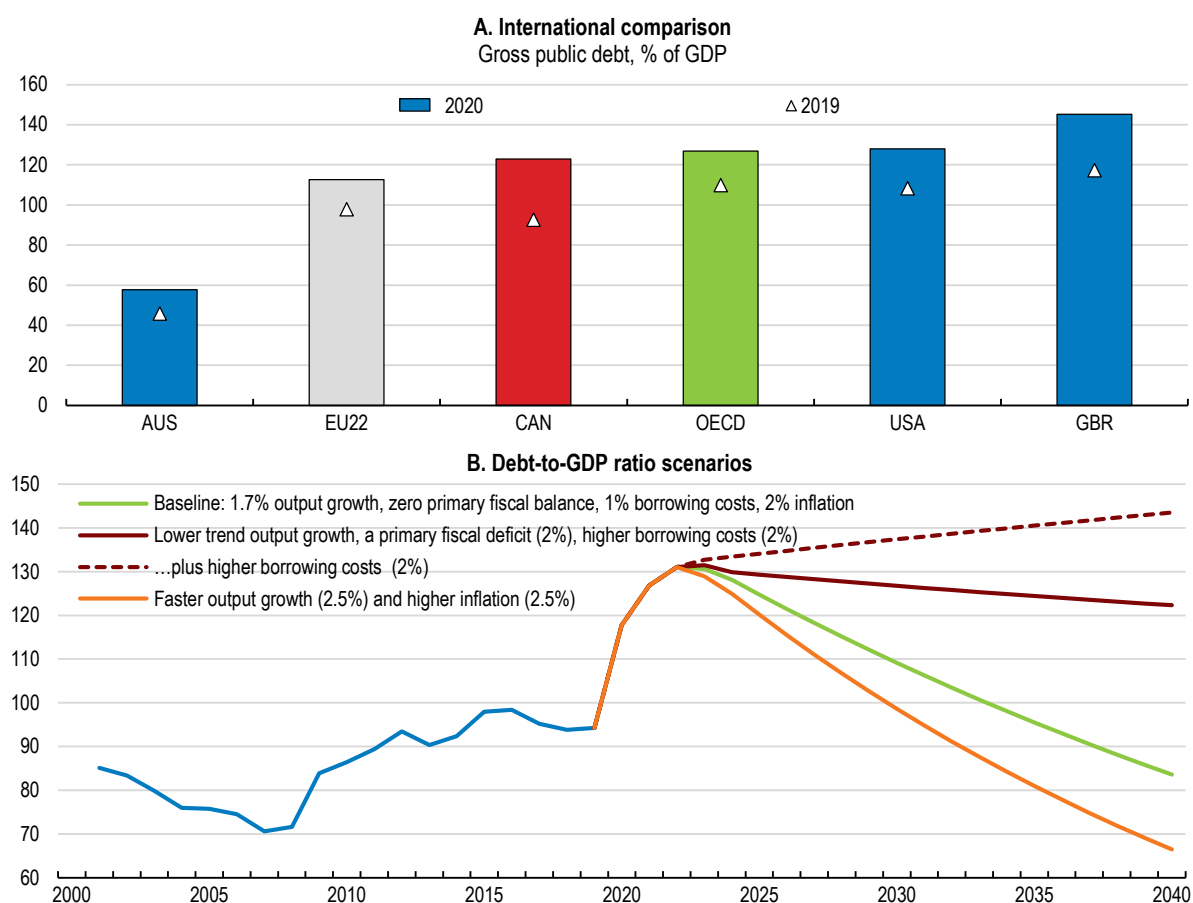 A. International comparison
Gross public debt, % of GDP
160
140
120
100
80
60
40
20
0
2020
2019
AUS EU22 CAN OECD USA GBR
B. Debt-to-GDP ratio scenarios
150
140
130
120
110
100
90
80
70
60
Baseline: 1.7% output growth, zero primary fiscal balance, 1% borrowing costs, 2% inflation
Lower trend output growth, a primary fiscal deficit (2%), higher borrowing costs (2%)
…plus higher borrowing costs (2%)
Faster output growth (2.5%) and higher inflation (2.5%)
2000 2005 2010 2015 2020 2025 2030 2035 2040